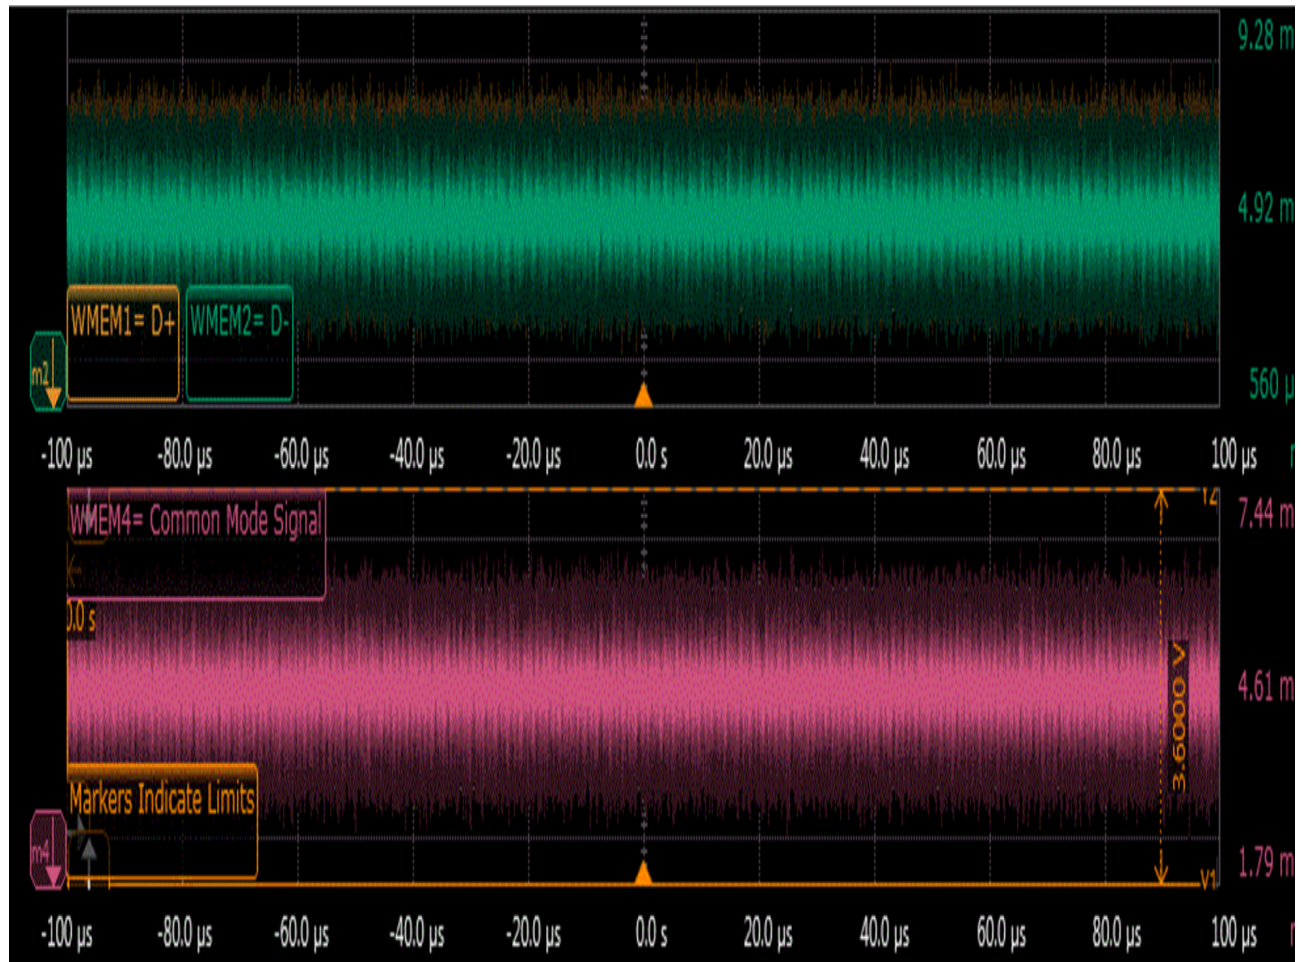 9.28 m
4.92 m
WMEM1= D+ WMEM2= D-
m2
560 µ
-100 µs -80.0 µs -60.0 µs -40.0 µs -20.0 µs 0.0 s 20.0 µs 40.0 µs 60.0 µs 80.0 µs 100 µs
7.44 m
WMEM4= Common Mode Signal
0.0 s
4.61 m
3.6000 V
Markers Indicate Limits
m4
1.79 m
V1
-100 µs -80.0 µs -60.0 µs -40.0 µs -20.0 µs 0.0 s 20.0 µs 40.0 µs 60.0 µs 80.0 µs 100 µs